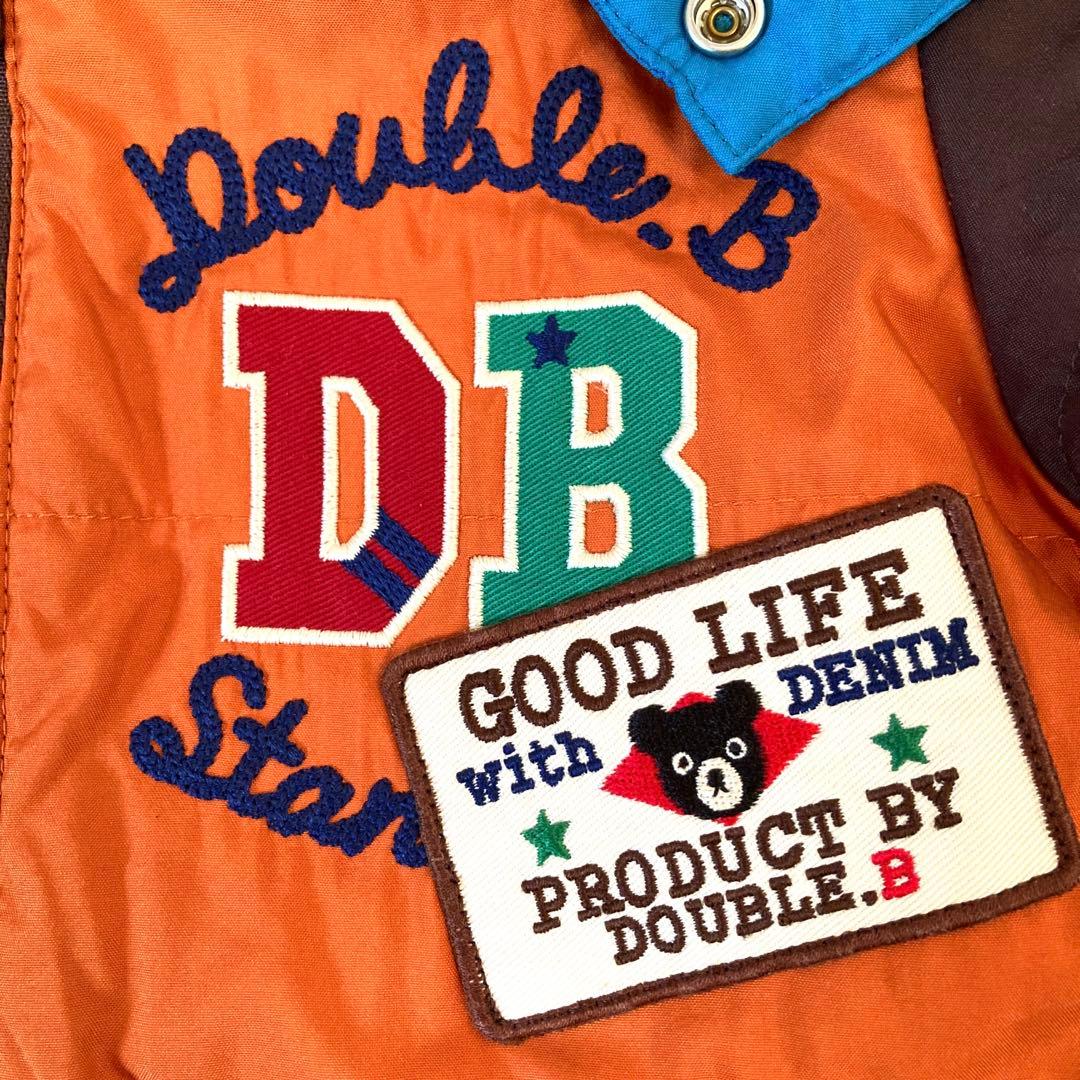 Double.B
DB
Stan
GOOD LIFE
with DENIM
PRODUCT BY
DOUBLE.B